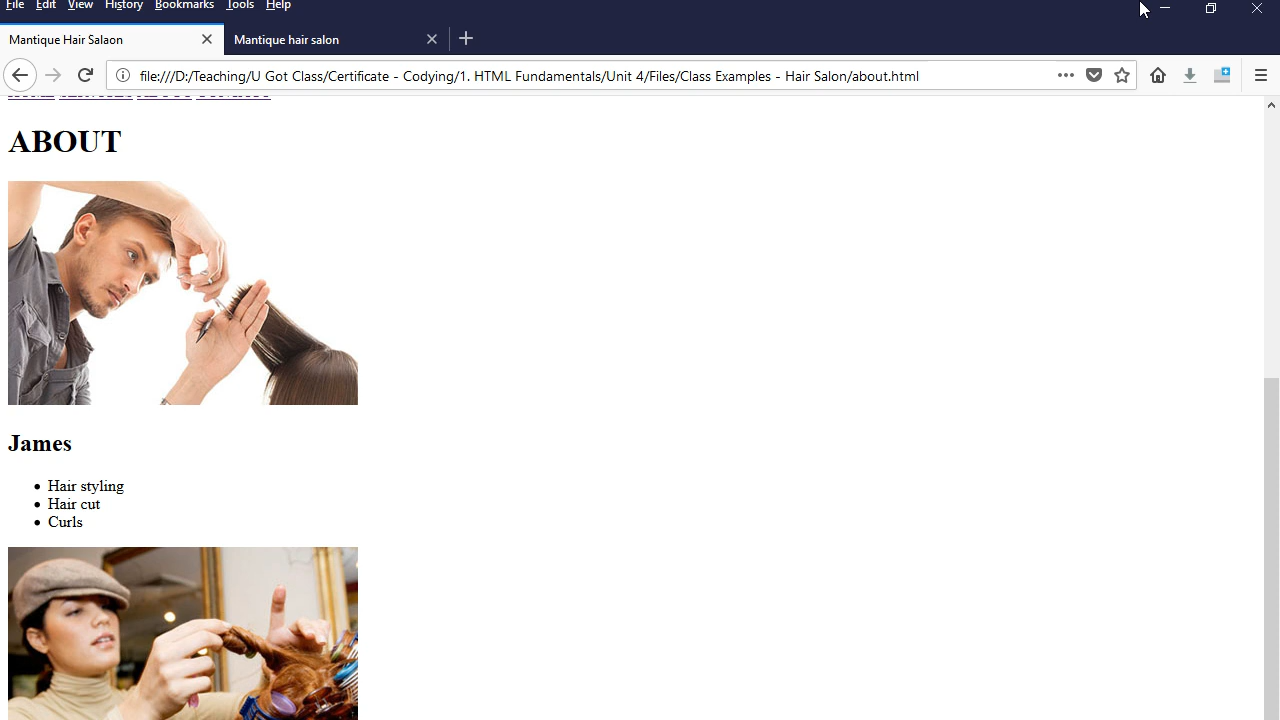 File Edit View History Bookmarks Tools Help
Mantique Hair Salaon
Mantique hair salon
file:///D:/Teaching/U Got Class/Certificate - Codying/1. HTML Fundamentals/Unit 4/Files/Class Examples - Hair Salon/about.html
ABOUT
James
Hair styling
Hair cut
Curls